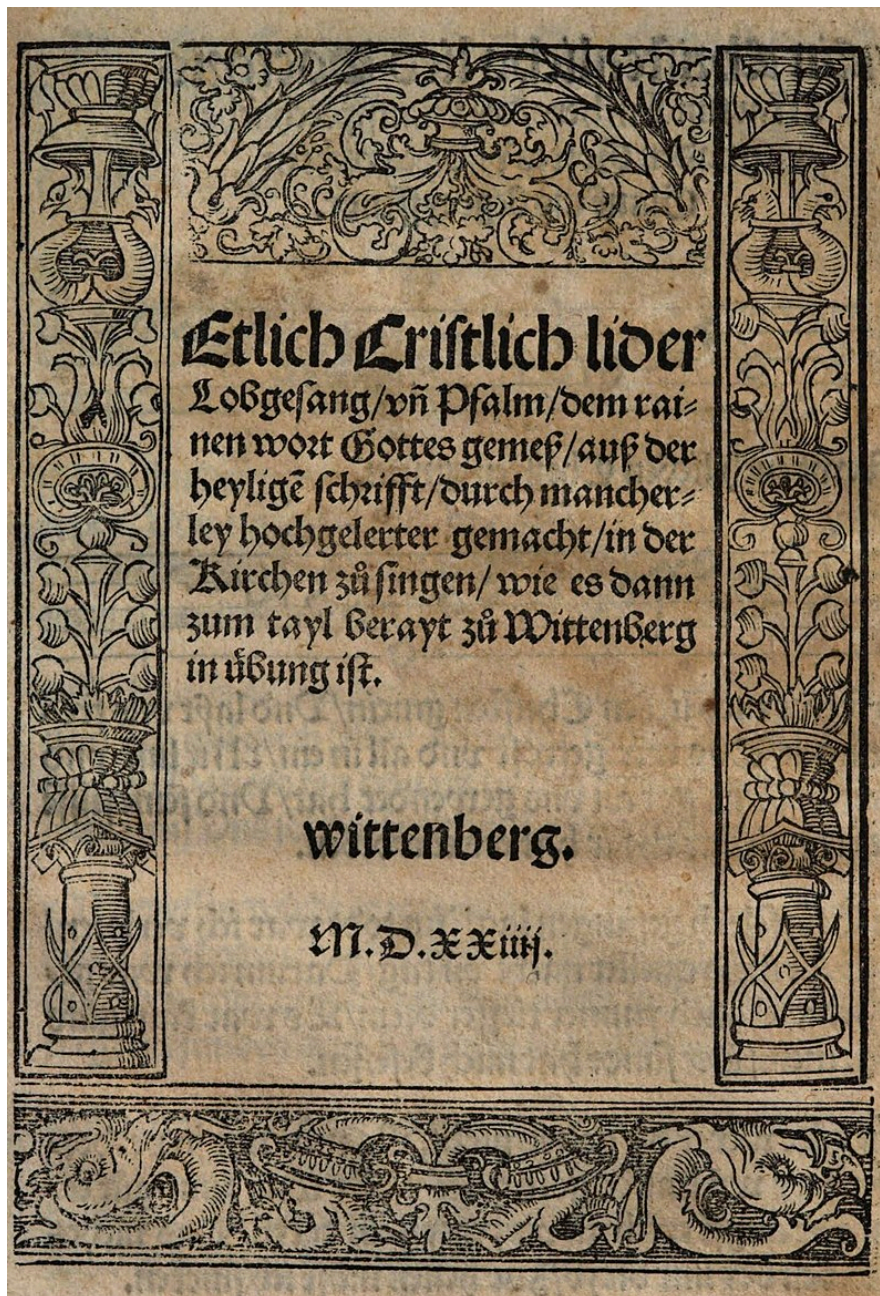 Etlich Cristlich lider
Lobgesang/vñ Psalm/dem rai⸗
nen wort Gottes gemeß/auß der
heyligē schrifft/durch mancher⸗
ley hochgelerter gemacht/in der
Kirchen zů singen/ wie es dann
zum tayl berayt zů Wittenberg
in übung ist.
wittenberg.
M.D.XXiiij.